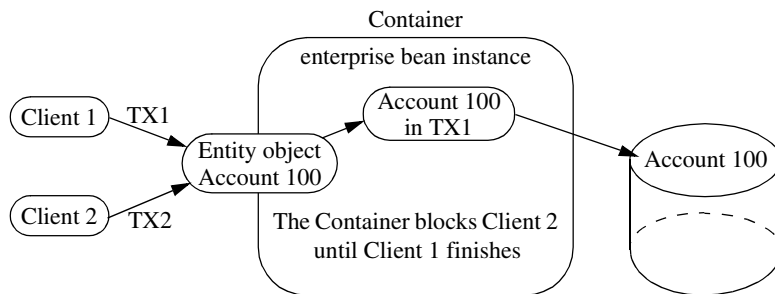 Container
enterprise bean instance
Client 1
TX1
Account 100
in TX1
Entity object
Account 100
Account 100
Client 2
TX2
The Container blocks Client 2
until Client 1 finishes